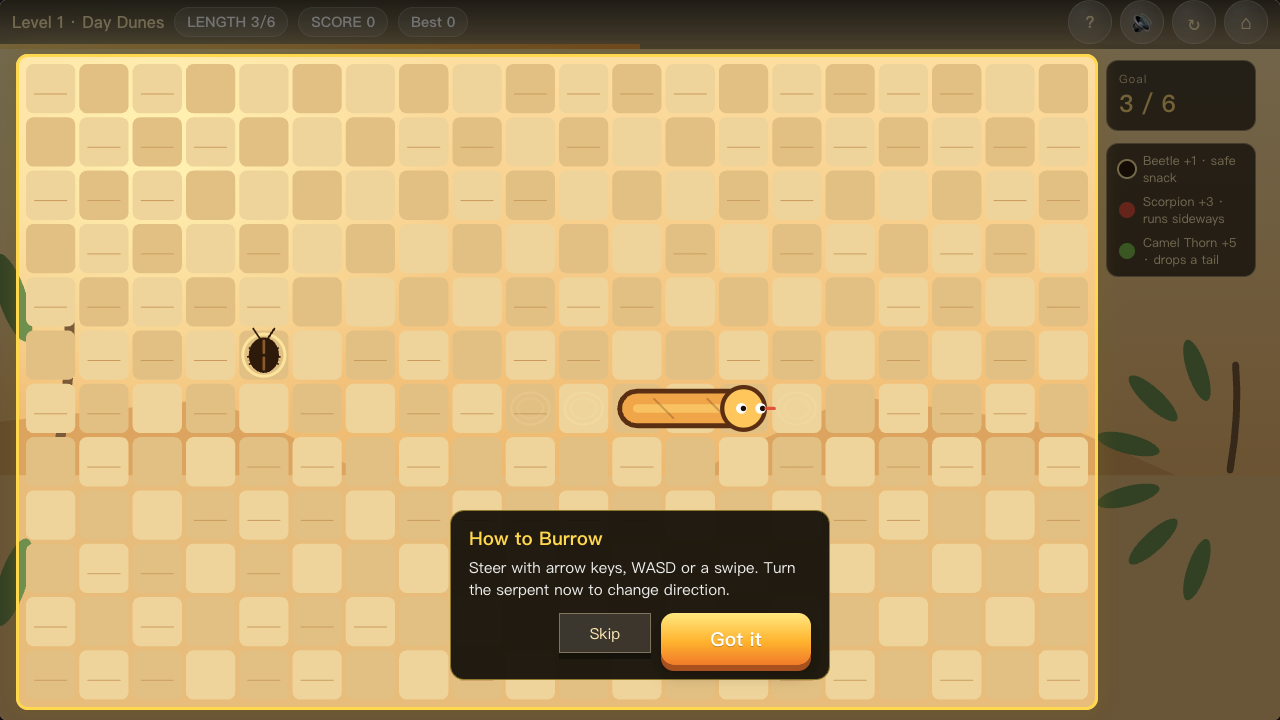 Level 1 · Day Dunes
LENGTH 3/6
SCORE 0
Best 0
?
Goal
3 / 6
Beetle +1 · safe
snack
Scorpion +3 ·
runs sideways
Camel Thorn +5
· drops a tail
How to Burrow
Steer with arrow keys, WASD or a swipe. Turn
the serpent now to change direction.
Skip
Got it